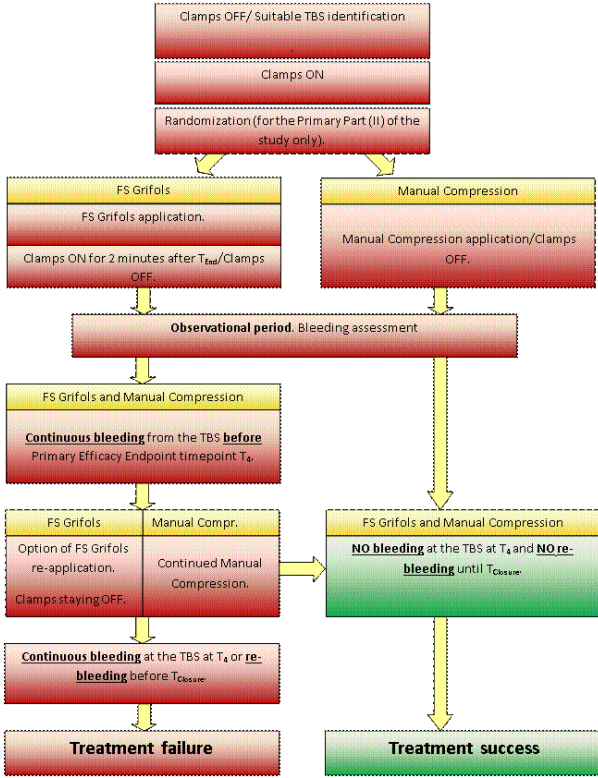 Clamps OFF/ Suitable TBS identification
.
Clamps ON
Randomization (for the Primary Part (II) of the
study only).
FS Grifols
FS Grifols application.
Clamps ON for 2 minutes after TEnd/Clamps
OFF.
Manual Compression
Manual Compression application/Clamps
OFF.
Observational period. Bleeding assessment
FS Grifols and Manual Compression
Continuous bleeding from the TBS before
Primary Efficacy Endpoint timepoint T4.
FS Grifols
Option of FS Grifols
re-application.
Clamps staying OFF.
Manual Compr.
Continued Manual
Compression.
FS Grifols and Manual Compression
NO bleeding at the TBS at T4 and NO re-
bleeding until TClosure.
Continuous bleeding at the TBS at T4 or re-
bleeding before TClosure.
Treatment failure
Treatment success